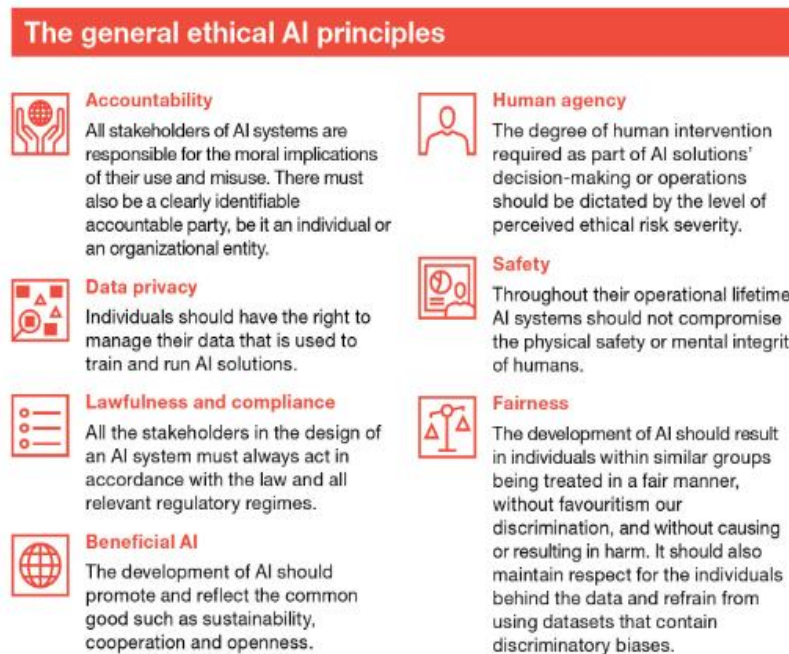 The general ethical AI principles
Accountability
All stakeholders of AI systems are
responsible for the moral implications
of their use and misuse. There must
also be a clearly identifiable
accountable party, be it an individual or
an organizational entity.
Data privacy
Individuals should have the right to
manage their data that is used to
train and run AI solutions.
Lawfulness and compliance
All the stakeholders in the design of
an AI system must always act in
accordance with the law and all
relevant regulatory regimes.
Beneficial AI
The development of AI should
promote and reflect the common
good such as sustainability,
cooperation and openness.
Human agency
The degree of human intervention
required as part of AI solutions'
decision-making or operations
should be dictated by the level of
perceived ethical risk severity.
Safety
Throughout their operational lifetime
AI systems should not compromise
the physical safety or mental integrit
of humans.
Fairness
The development of AI should result
in individuals within similar groups
being treated in a fair manner,
without favouritism our
discrimination, and without causing
or resulting in harm. It should also
maintain respect for the individuals
behind the data and refrain from
using datasets that contain
discriminatory biases.